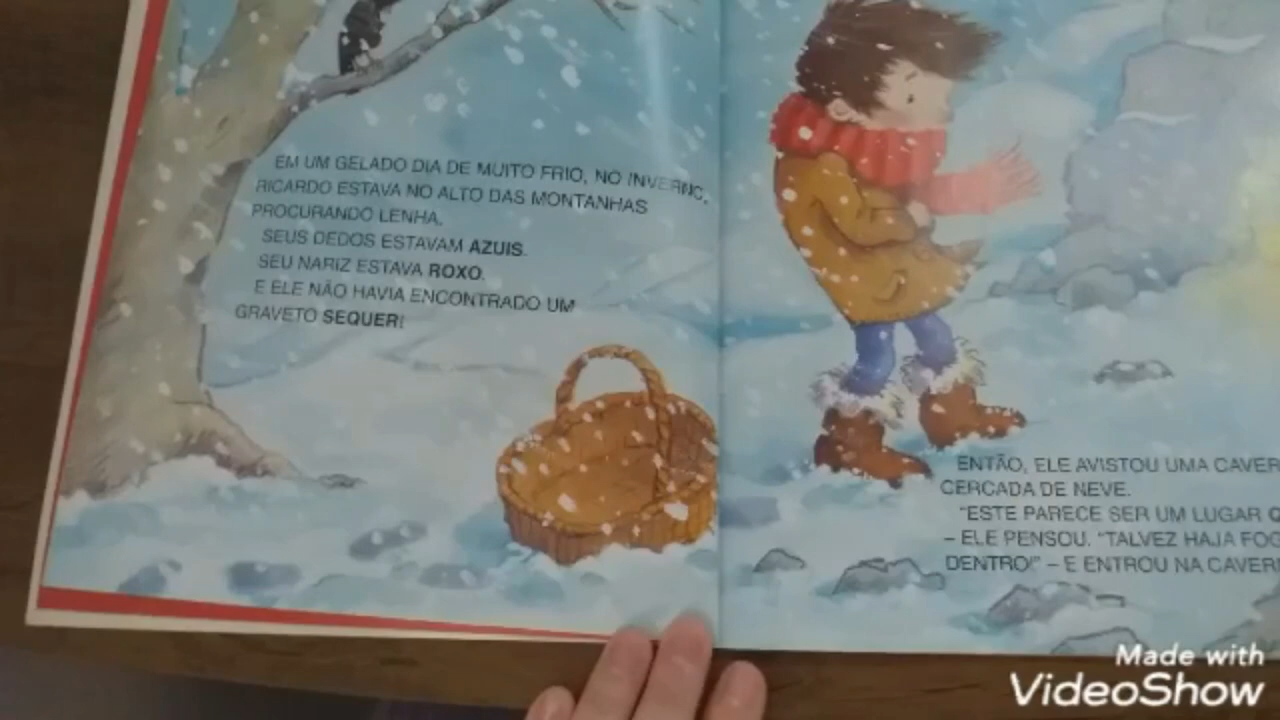 EM UM GELADO DIA DE MUITO FRIO, NO INVERNO,
RICARDO ESTAVA NO ALTO DAS MONTANHAS
PROCURANDO LENHA.
SEUS DEDOS ESTAVAM AZUIS.
SEU NARIZ ESTAVA ROXO.
E ELE NÃO HAVIA ENCONTRADO UM
GRAVETO SEQUER!
ENTÃO, ELE AVISTOU UMA
CERCADA DE NEVE.
"ESTE PARECE SER UM LUGAR
– ELE PENSOU. "TALVEZ HAJA
DENTRO!" – E ENTROU NA
Made with
VideoShow